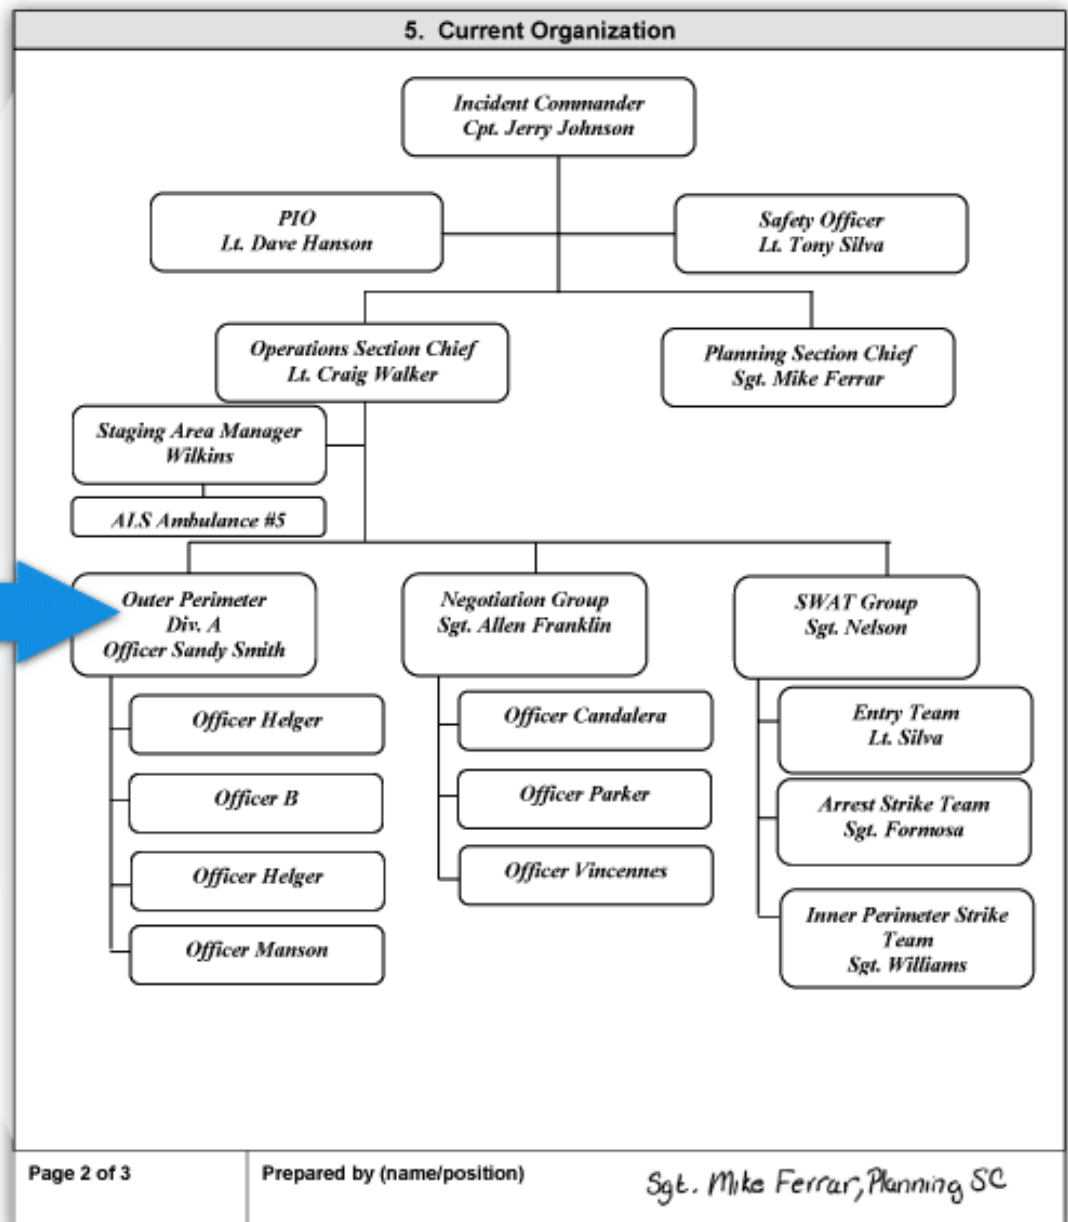 5. Current Organization
Incident Commander
Cpt. Jerry Johnson
PIO
Lt. Dave Hanson
Safety Officer
Lt. Tony Silva
Operations Section Chief
Lt. Craig Walker
Planning Section Chief
Sgt. Mike Ferrar
Staging Area Manager
Wilkins
ALS Ambulance #5
Outer Perimeter
Div. A
Officer Sandy Smith
Officer Helger
Officer B
Officer Helger
Officer Manson
Negotiation Group
Sgt. Allen Franklin
Officer Candalera
Officer Parker
Officer Vincennes
SWAT Group
Sgt. Nelson
Entry Team
Lt. Silva
Arrest Strike Team
Sgt. Formosa
Inner Perimeter Strike
Team
Sgt. Williams
Page 2 of 3
Prepared by (name/position)
Sgt. Mike Ferrar, Planning SC